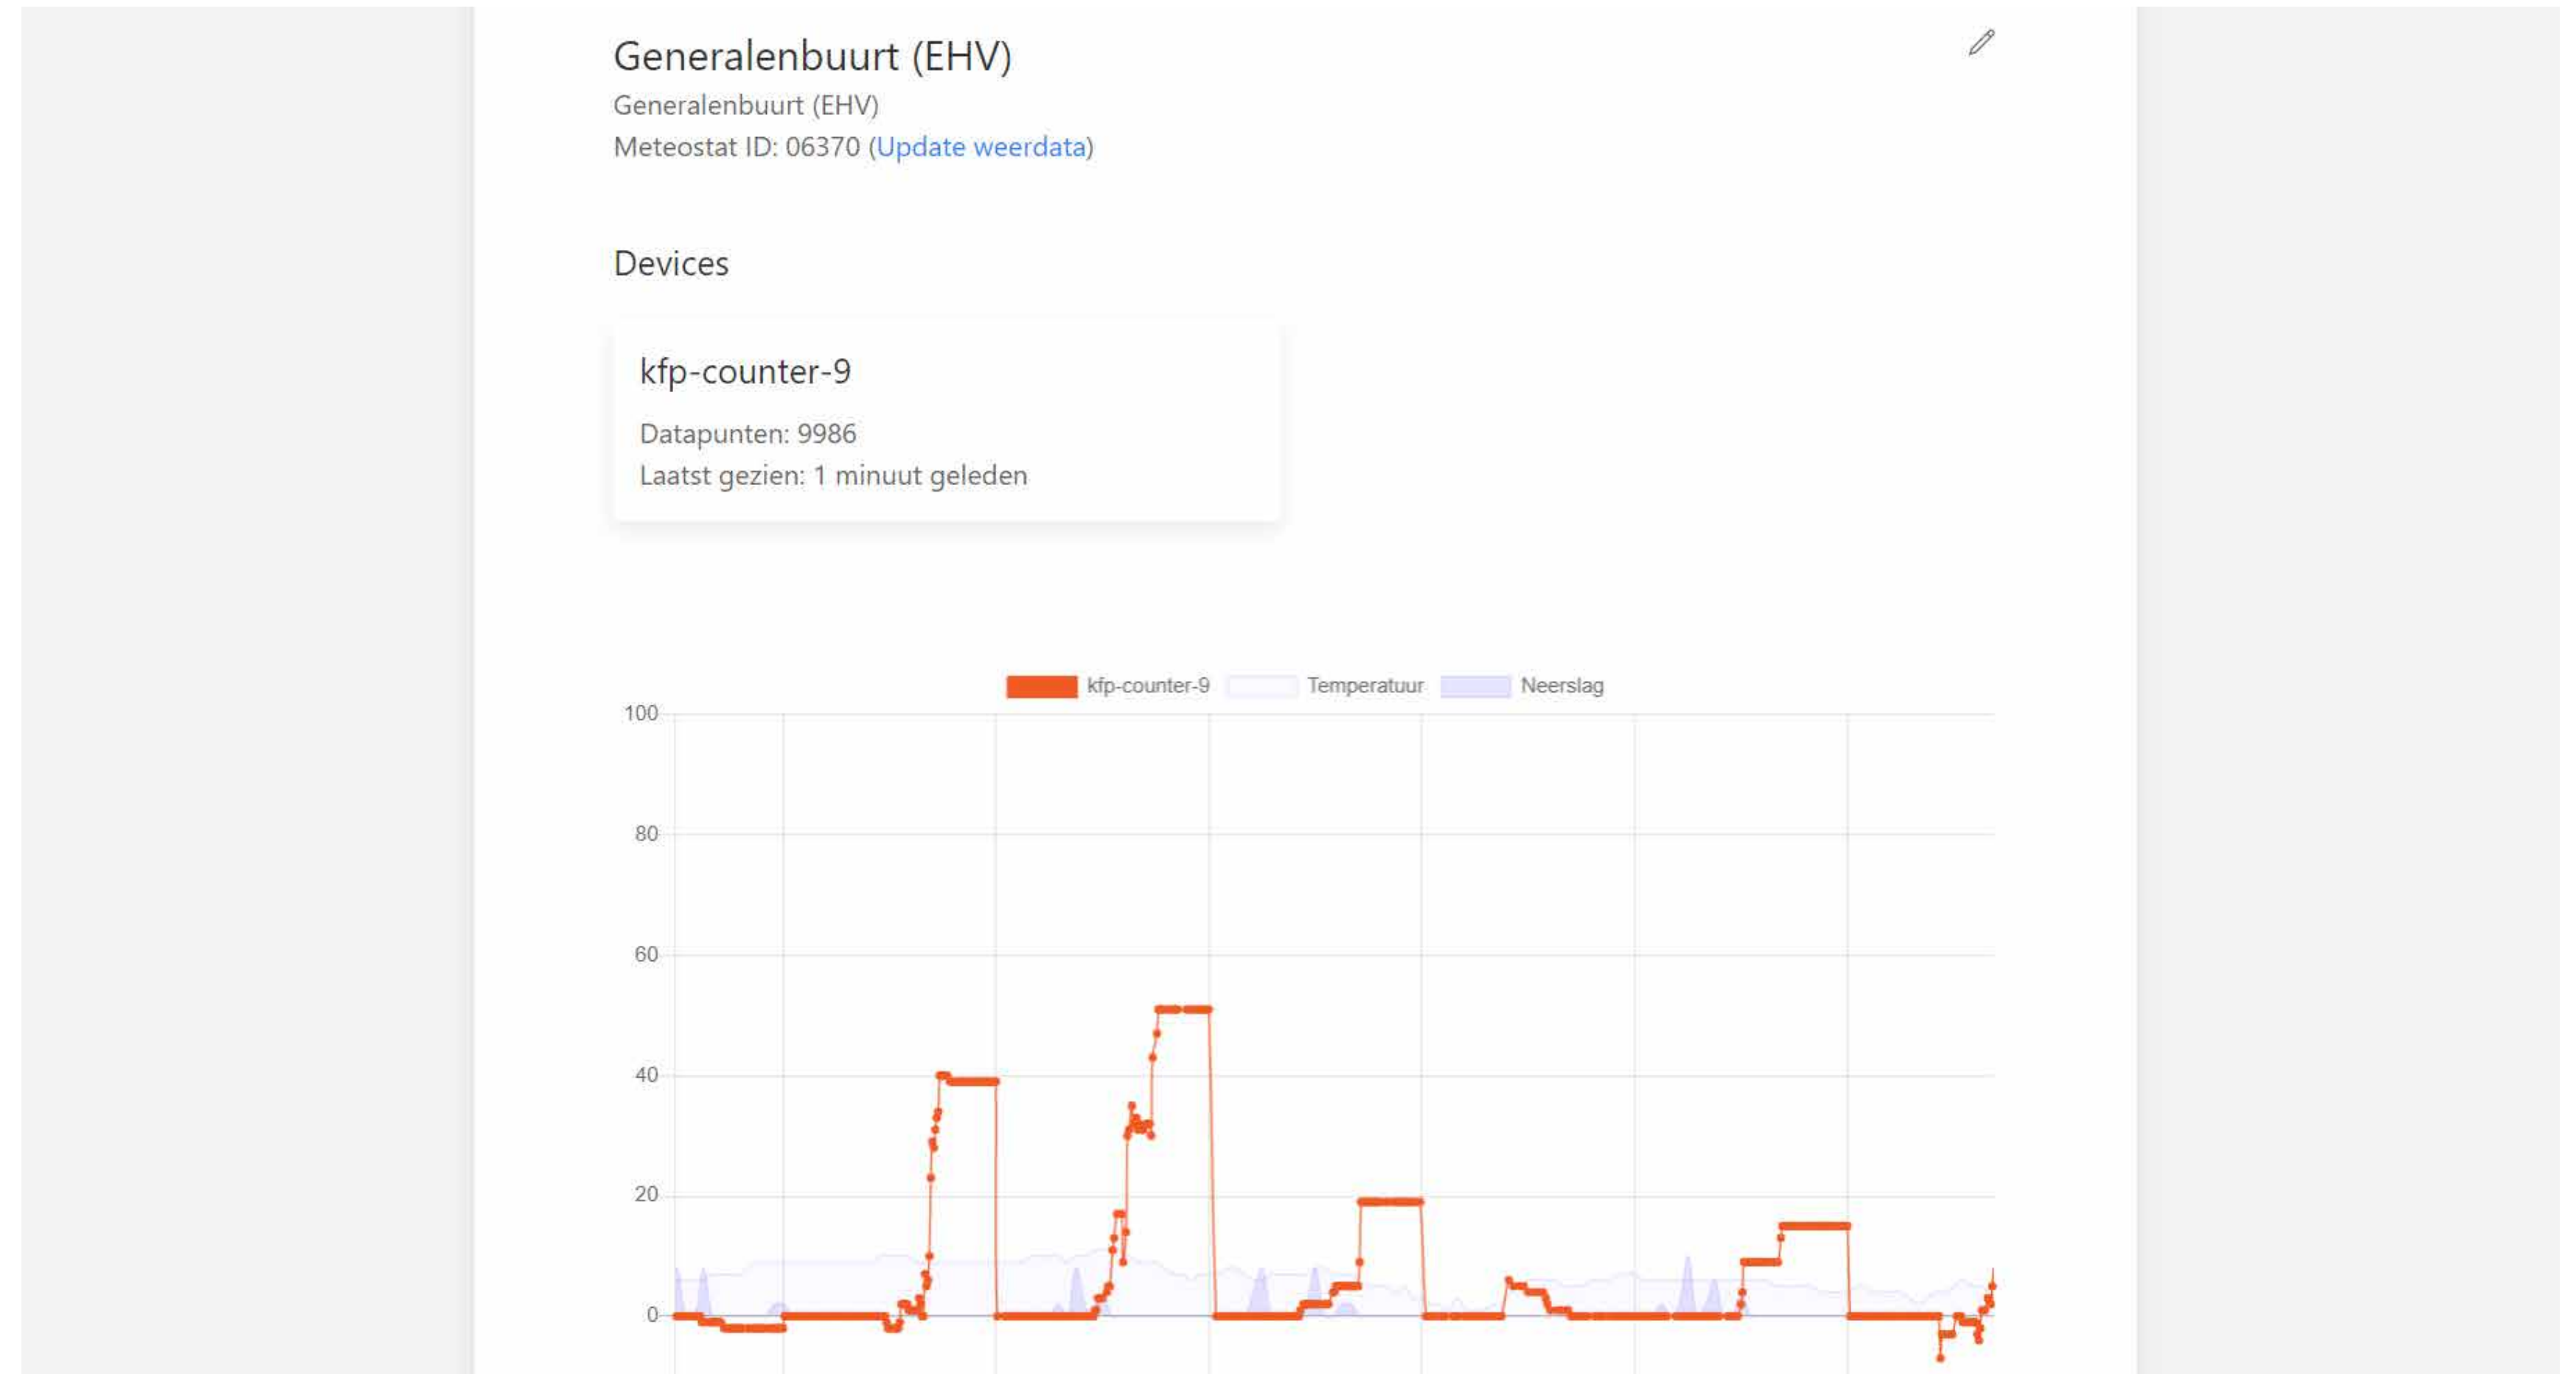 Generalenbuurt (EHV)
Generalenbuurt (EHV)
Meteostat ID: 06370 (Update weerdata)
Devices
kfp-counter-9
Datapunten: 9986
Laatst gezien: 1 minuut geleden
kfp-counter-9 Temperatuur Neerslag
100
80
60
40
20
0